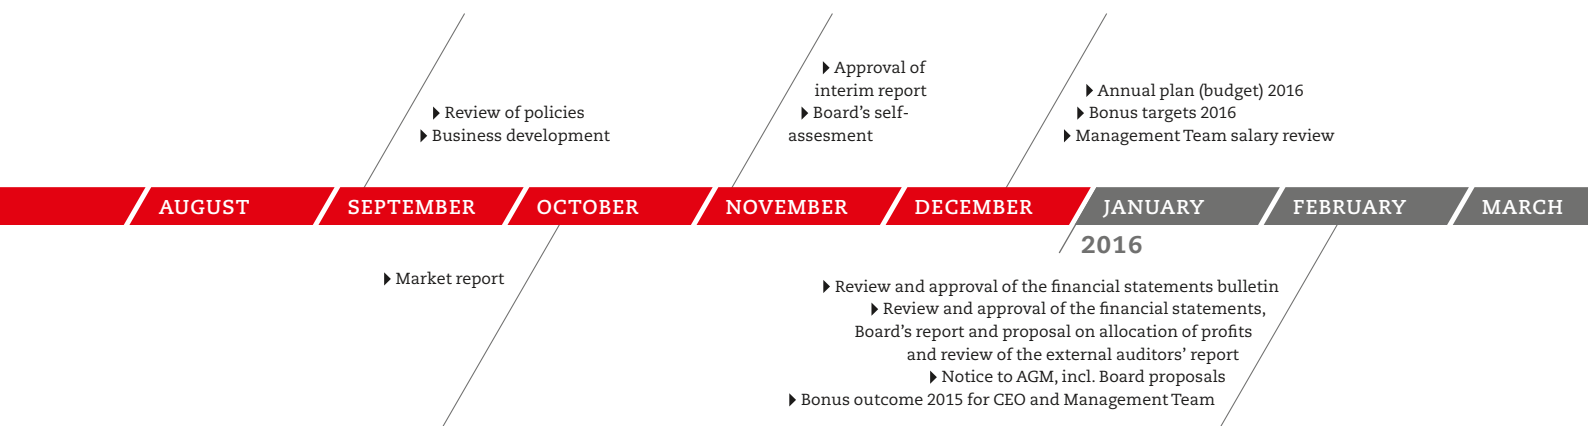 ▶ Review of policies
▶ Business development
▶ Approval of
interim report
▶ Board's self-
assesment
▶ Annual plan (budget) 2016
▶ Bonus targets 2016
▶ Management Team salary review
AUGUST
SEPTEMBER
OCTOBER
NOVEMBER
DECEMBER
JANUARY
FEBRUARY
MARCH
2016
▶ Market report
▶ Review and approval of the financial statements bulletin
▶ Review and approval of the financial statements,
Board's report and proposal on allocation of profits
and review of the external auditors' report
▶ Notice to AGM, incl. Board proposals
▶ Bonus outcome 2015 for CEO and Management Team